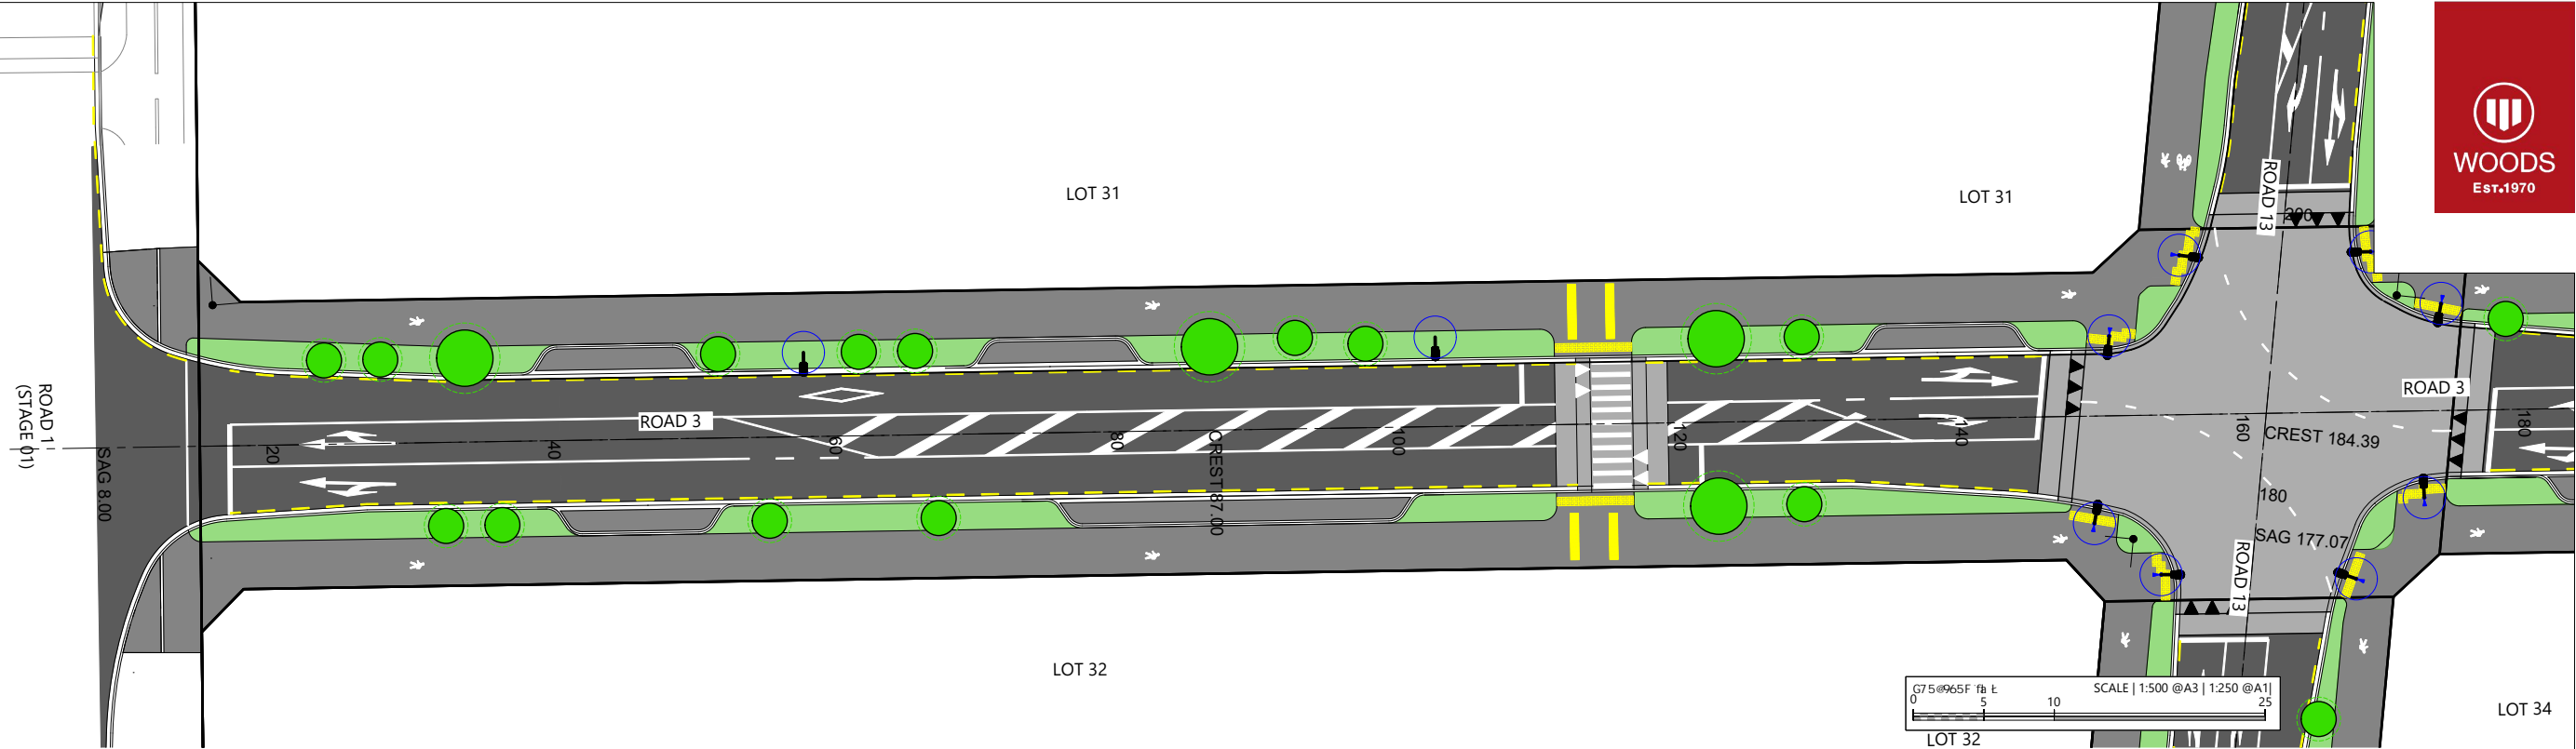 WOODS
EST.1970
LOT 31
LOT 31
ROAD 13
200
ROAD 1
(STAGE 01)
SAG 8.00
20
ROAD 3
40
60
80
CREST 87.00
100
120
140
160
CREST 184.39
ROAD 3
180
180
SAG 177.07
ROAD 13
LOT 32
SCALE | 1:500 @A3 | 1:250 @A1|
0 5 10 25
LOT 32
LOT 34